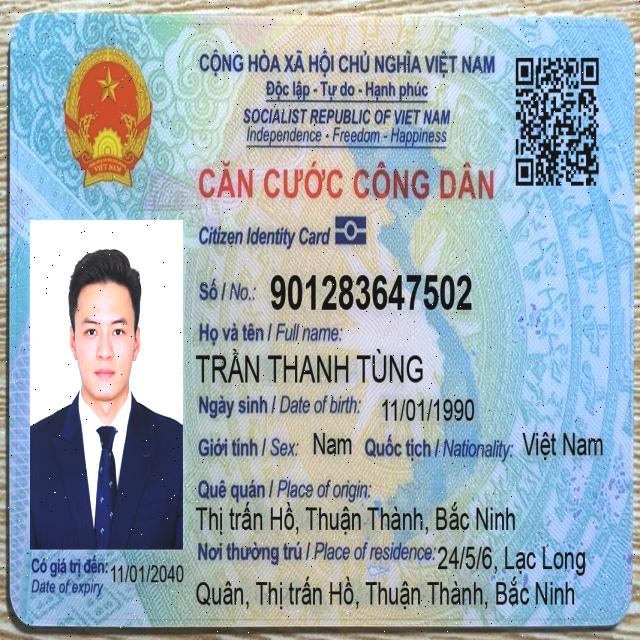 CỘNG HÒA XÃ HỘI CHỦ NGHĨA VIỆT NAM
Độc lập - Tự do - Hạnh phúc
SOCIALIST REPUBLIC OF VIET NAM
Independence - Freedom - Happiness
CĂN CƯỚC CÔNG DÂN
Citizen Identity Card
Số / No.: 901283647502
Họ và tên / Full name:
TRẦN THANH TÙNG
Ngày sinh / Date of birth: 11/01/1990
Giới tính / Sex: Nam Quốc tịch / Nationality: Việt Nam
Quê quán / Place of origin:
Thị trấn Hồ, Thuận Thành, Bắc Ninh
Nơi thường trú / Place of residence: 24/5/6, Lạc Long
Quân, Thị trấn Hồ, Thuận Thành, Bắc Ninh
Có giá trị đến: 11/01/2040
Date of expiry